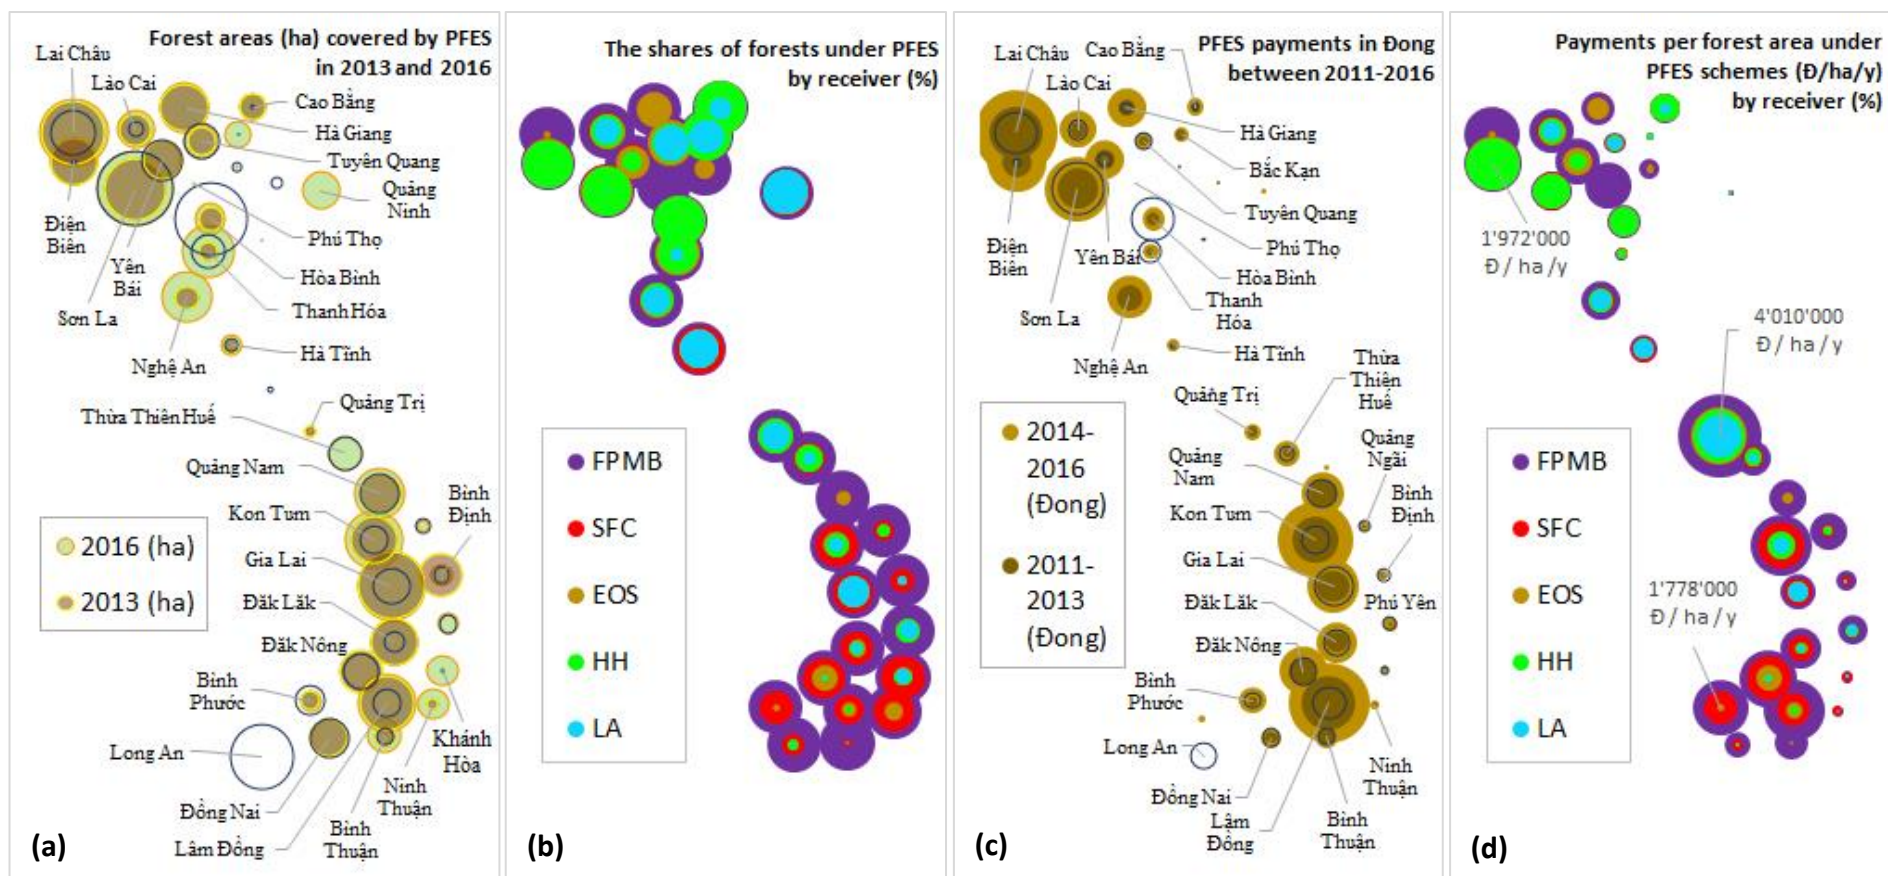 Forest areas (ha) covered by PFES
in 2013 and 2016
Lai Châu
Lào Cai
Cao Bằng
Hà Giang
Tuyên Quang
Quảng
Ninh
Điện
Biên
Phú Thọ
Yên
Bái
Hòa Bình
Sơn La
Thanh Hóa
Nghệ An
Hà Tĩnh
Quảng Trị
Thừa Thiên Huế
Quảng Nam
Bình
Định
Kon Tum
2016 (ha)
2013 (ha)
Gia Lai
Đăk Lăk
Đăk Nông
Bình
Phước
Long An
Khánh
Hòa
Ninh
Thuận
Đồng Nai
Bình
Thuận
Lâm Đồng
(a)
The shares of forests under PFES
by receiver (%)
FPMB
SFC
EOS
HH
LA
(b)
PFES payments in Đong
between 2011-2016
Lai Châu
Cao Bằng
Lào Cai
Hà Giang
Bắc Kạn
Tuyên Quang
Điện
Biên
Yên Bái
Phú Thọ
Hòa Bình
Sơn La
Thanh
Hóa
Nghệ An
Hà Tĩnh
Thừa
Thiên
Huế
Quảng Trị
Quảng
Ngãi
Quảng
Nam
Bình
Định
2014-
2016
(Đong)
2011-
2013
(Đong)
Kon Tum
Gia Lai
Đăk Lăk
Phú Yên
Đăk Nông
Bình
Phước
Long An
Đồng Nai
Lâm
Đồng
Bình
Thuận
Ninh
Thuận
(c)
Payments per forest area under
PFES schemes (Đ/ha/y)
by receiver (%)
1'972'000
Đ / ha /y
4'010'000
Đ / ha / y
1'778'000
Đ / ha / y
FPMB
SFC
EOS
HH
LA
(d)